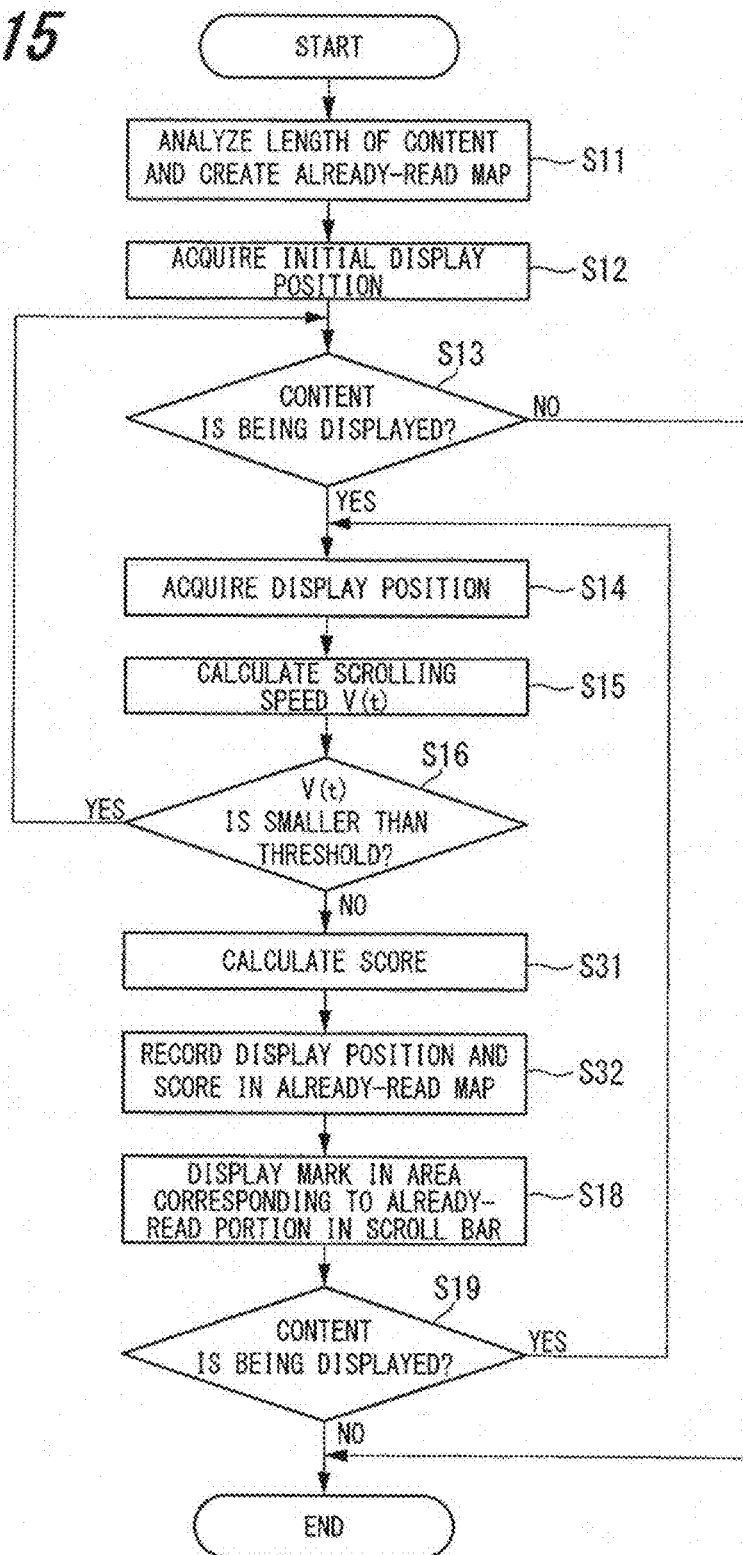 15
START
ANALYZE LENGTH OF CONTENT
AND CREATE ALREADY-READ MAP
S11
ACQUIRE INITIAL DISPLAY
POSITION
S12
S13
CONTENT
IS BEING DISPLAYED?
NO
YES
ACQUIRE DISPLAY POSITION
S14
CALCULATE SCROLLING
SPEED V(t)
S15
S16
V(t)
IS SMALLER THAN
THRESHOLD?
YES
NO
CALCULATE SCORE
S31
RECORD DISPLAY POSITION AND
SCORE IN ALREADY-READ MAP
S32
DISPLAY MARK IN AREA
CORRESPONDING TO ALREADY-
READ PORTION IN SCROLL BAR
S18
S19
CONTENT
IS BEING DISPLAYED?
YES
NO
END